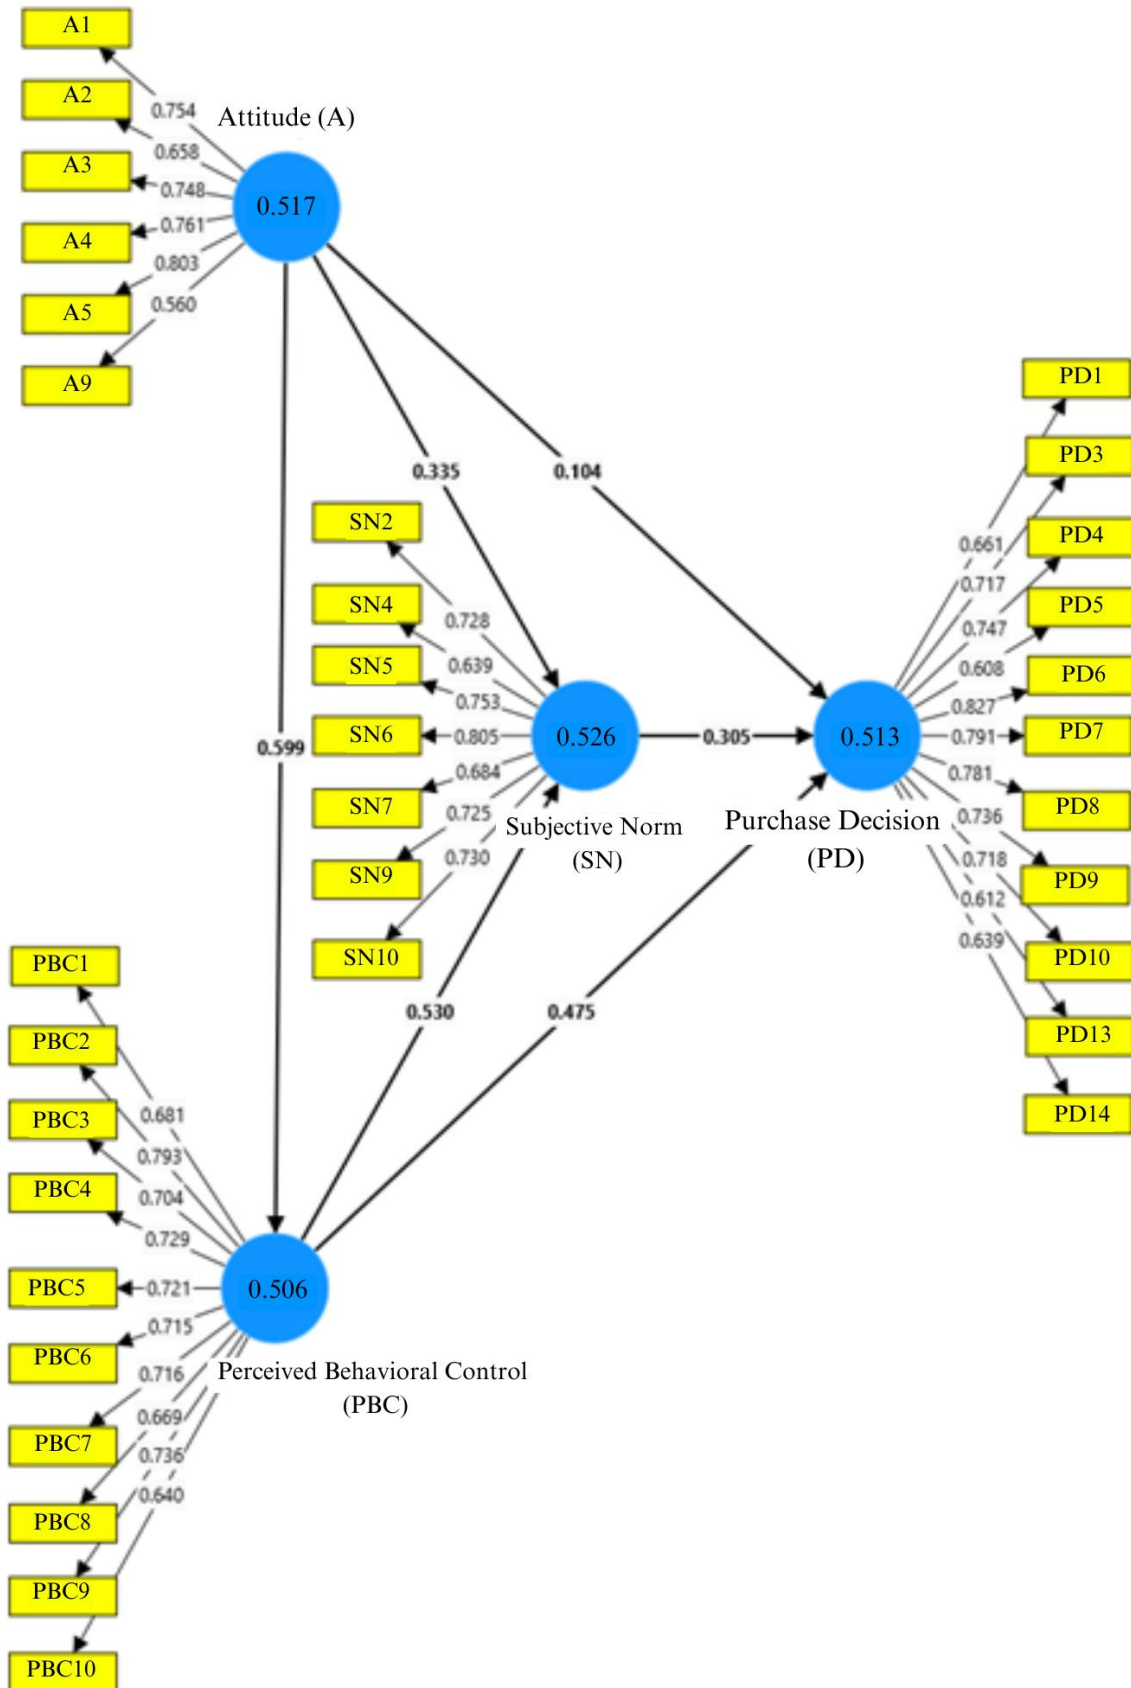 A1
A2
A3
A4
A5
A9
0.754
0.658
0.748
0.761
0.803
0.560
Attitude (A)
0.517
0.335
0.104
0.599
SN2
SN4
SN5
SN6
SN7
SN9
SN10
0.728
0.639
0.753
0.805
0.684
0.725
0.730
0.526
Subjective Norm
(SN)
0.305
0.513
Purchase Decision
(PD)
PD1
PD3
PD4
PD5
PD6
PD7
PD8
PD9
PD10
PD13
PD14
0.661
0.717
0.747
0.608
0.827
0.791
0.781
0.736
0.718
0.612
0.639
0.530
0.475
PBC1
PBC2
PBC3
PBC4
PBC5
PBC6
PBC7
PBC8
PBC9
PBC10
0.681
0.793
0.704
0.729
0.721
0.715
0.716
0.669
0.736
0.640
0.506
Perceived Behavioral Control
(PBC)